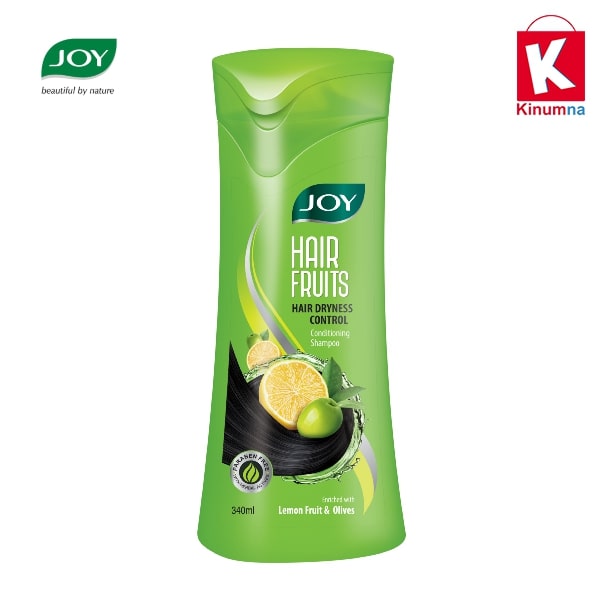 JOY
beautiful by nature
K
Kinumna
JOY
HAIR
FRUITS
HAIR DRYNESS
CONTROL
Conditioning
Shampoo
PARABEN FREE
Enriched with
Lemon Fruit & Olives
340ml